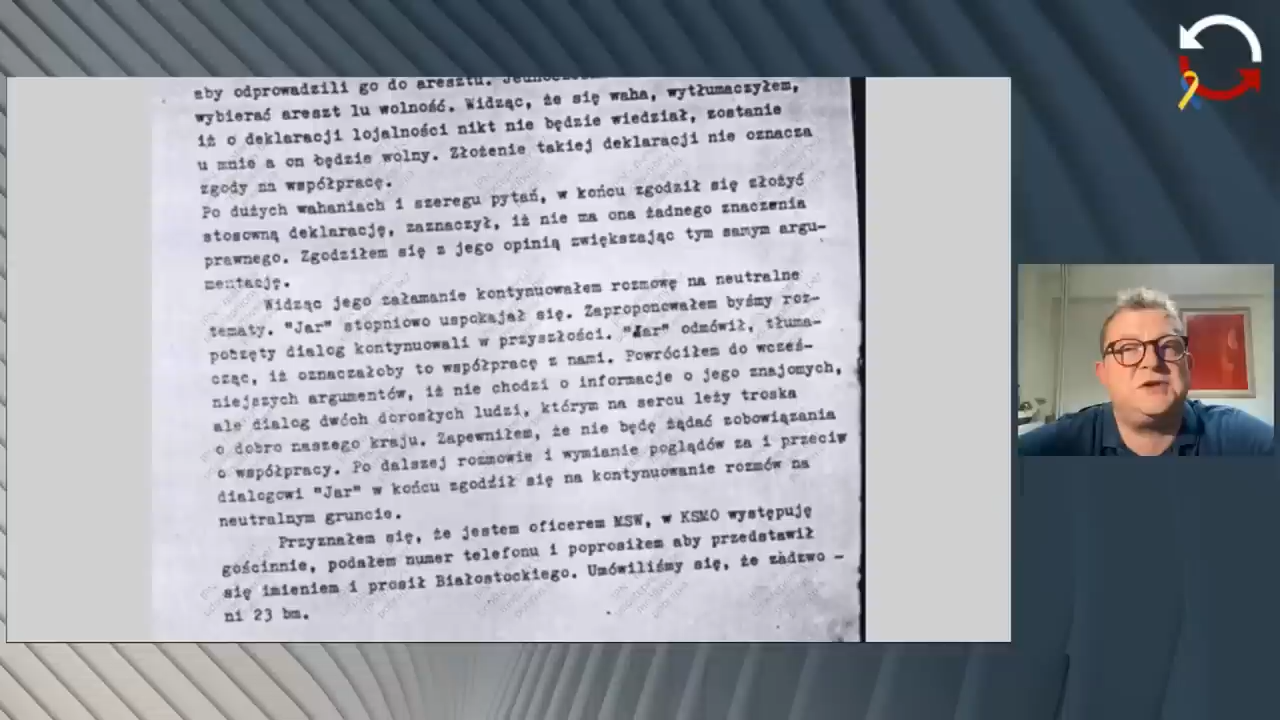 aby odprowadzili go do aresztu. Jednocześ
wybierać areszt lu wolność. Widząc, że się waha, wytłumaczyłem,
iż o deklaracji lojalności nikt nie będzie wiedział, zostanie
u mnie a on będzie wolny. Złożenie takiej deklaracji nie oznacza
zgody na współpracę.
Po dużych wahaniach i szeregu pytań, w końcu zgodził się złożyć
stosowną deklarację, zaznaczył, iż nie ma ona żadnego znaczenia
prawnego. Zgodziłem się z jego opinią zwiększając tym samym argu-
mentację.
Widząc jego załamanie kontynuowałem rozmowę na neutralne
tematy. "Jar" stopniowo uspokajał się. Zaproponowałem byśmy roz-
poczęty dialog kontynuowali w przyszłości. "Jar" odmówił, tłuma-
cząc, iż oznaczałoby to współpracę z nami. Powróciłem do wcześ-
niejszych argumentów, iż nie chodzi o informacje o jego znajomych,
ale dialog dwóch dorosłych ludzi, którym na sercu leży troska
o dobro naszego kraju. Zapewniłem, że nie będę żądać zobowiązania
o współpracy. Po dalszej rozmowie i wymianie poglądów za i przeciw
dialogowi "Jar" w końcu zgodził się na kontynuowanie rozmów na
neutralnym gruncie.
Przyznałem się, że jestem oficerem MSW, w KSMO występuję
gościnnie, podałem numer telefonu i poprosiłem aby przedstawił
się imieniem i prosił Białostockiego. Umówiliśmy się, że zadzwo -
ni 23 bm.